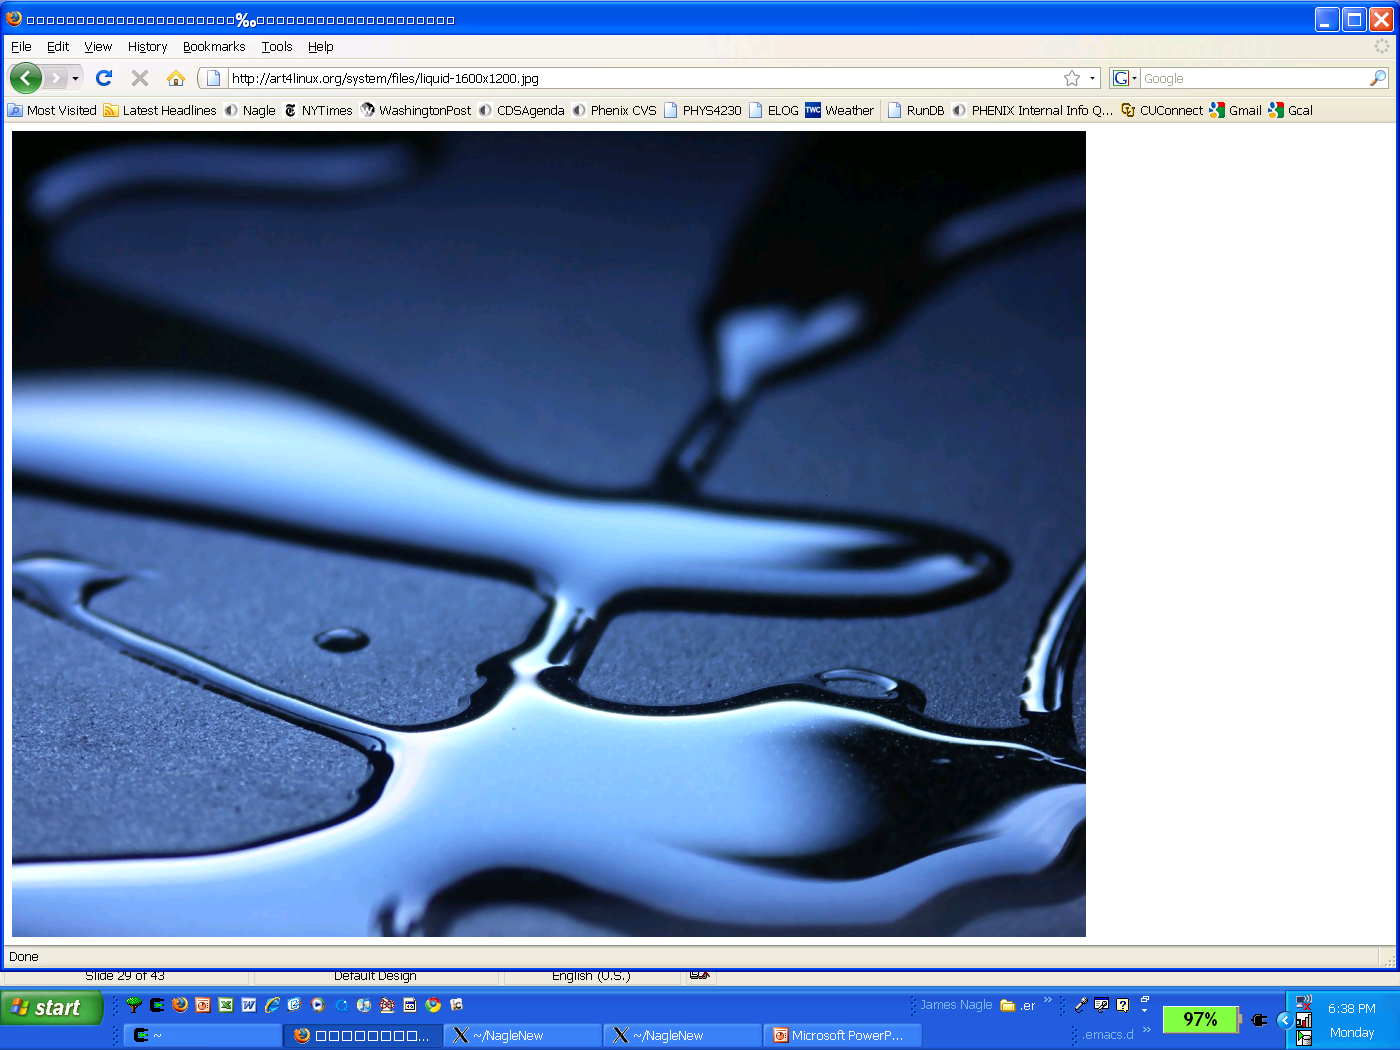 ‰
File Edit View History Bookmarks Tools Help
http://art4linux.org/system/files/liquid-1600x1200.jpg G Google
Most Visited Latest Headlines Nagle NYTimes WashingtonPost CDSAgenda Phenix CVS PHYS4230 ELOG TWC Weather RunDB PHENIX Internal Info Q... CUConnect Gmail Gcal
Done
Slide 29 of 43 Default Design English (U.S.)
start James Nagle .er » 97% 6:38 PM
~ ... ~/NagleNew ~/NagleNew Microsoft PowerP... .emacs.d » Monday